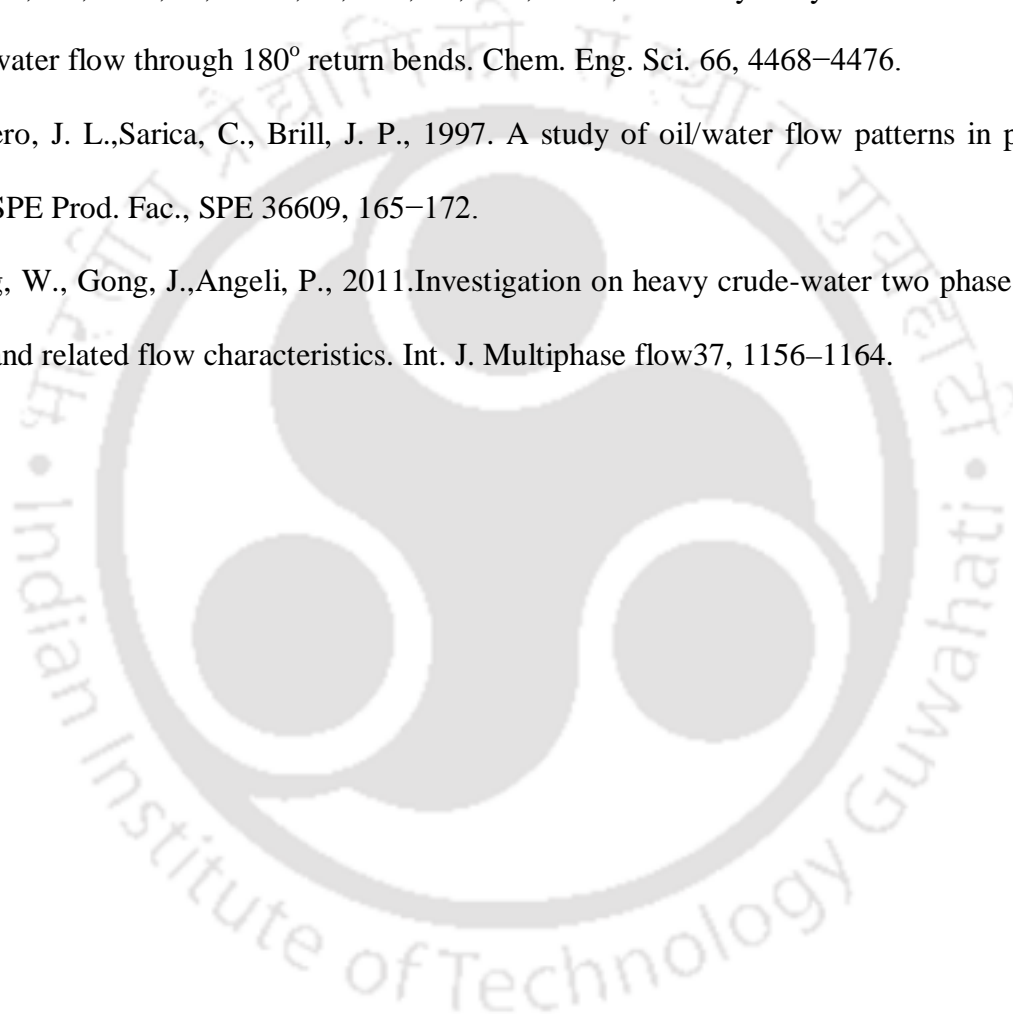 water flow through 180º return bends. Chem. Eng. Sci. 66, 4468−4476.
ero, J. L.,Sarica, C., Brill, J. P., 1997. A study of oil/water flow patterns in p
SPE Prod. Fac., SPE 36609, 165−172.
g, W., Gong, J.,Angeli, P., 2011.Investigation on heavy crude-water two phase
and related flow characteristics. Int. J. Multiphase flow37, 1156–1164.
Indian Institute of Technology Guwahati